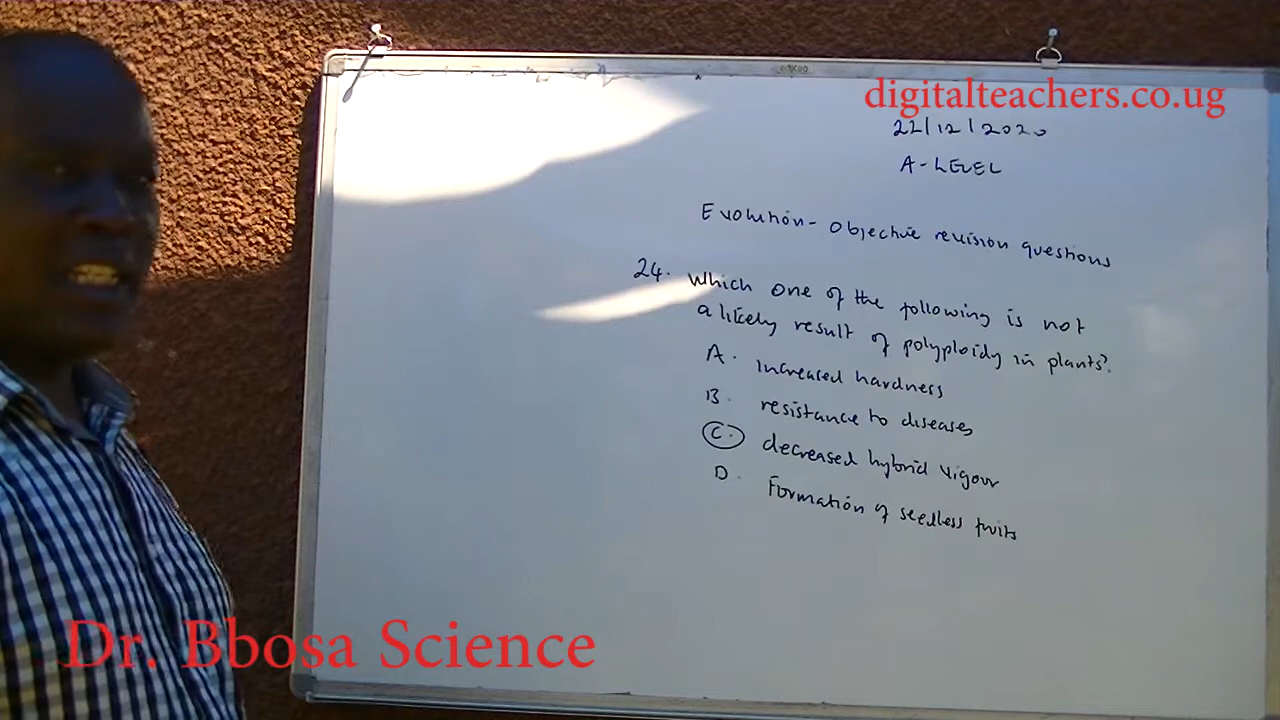 digitalteachers.co.ug
22/12/2020
A-LEVEL
Evolution - Objective revision questions
24. Which one of the following is not
a likely result of polyploidy in plants?
A. increased hardness
B. resistance to diseases
C. decreased hybrid vigour
D. Formation of seedless fruits
Dr. Bbosa Science